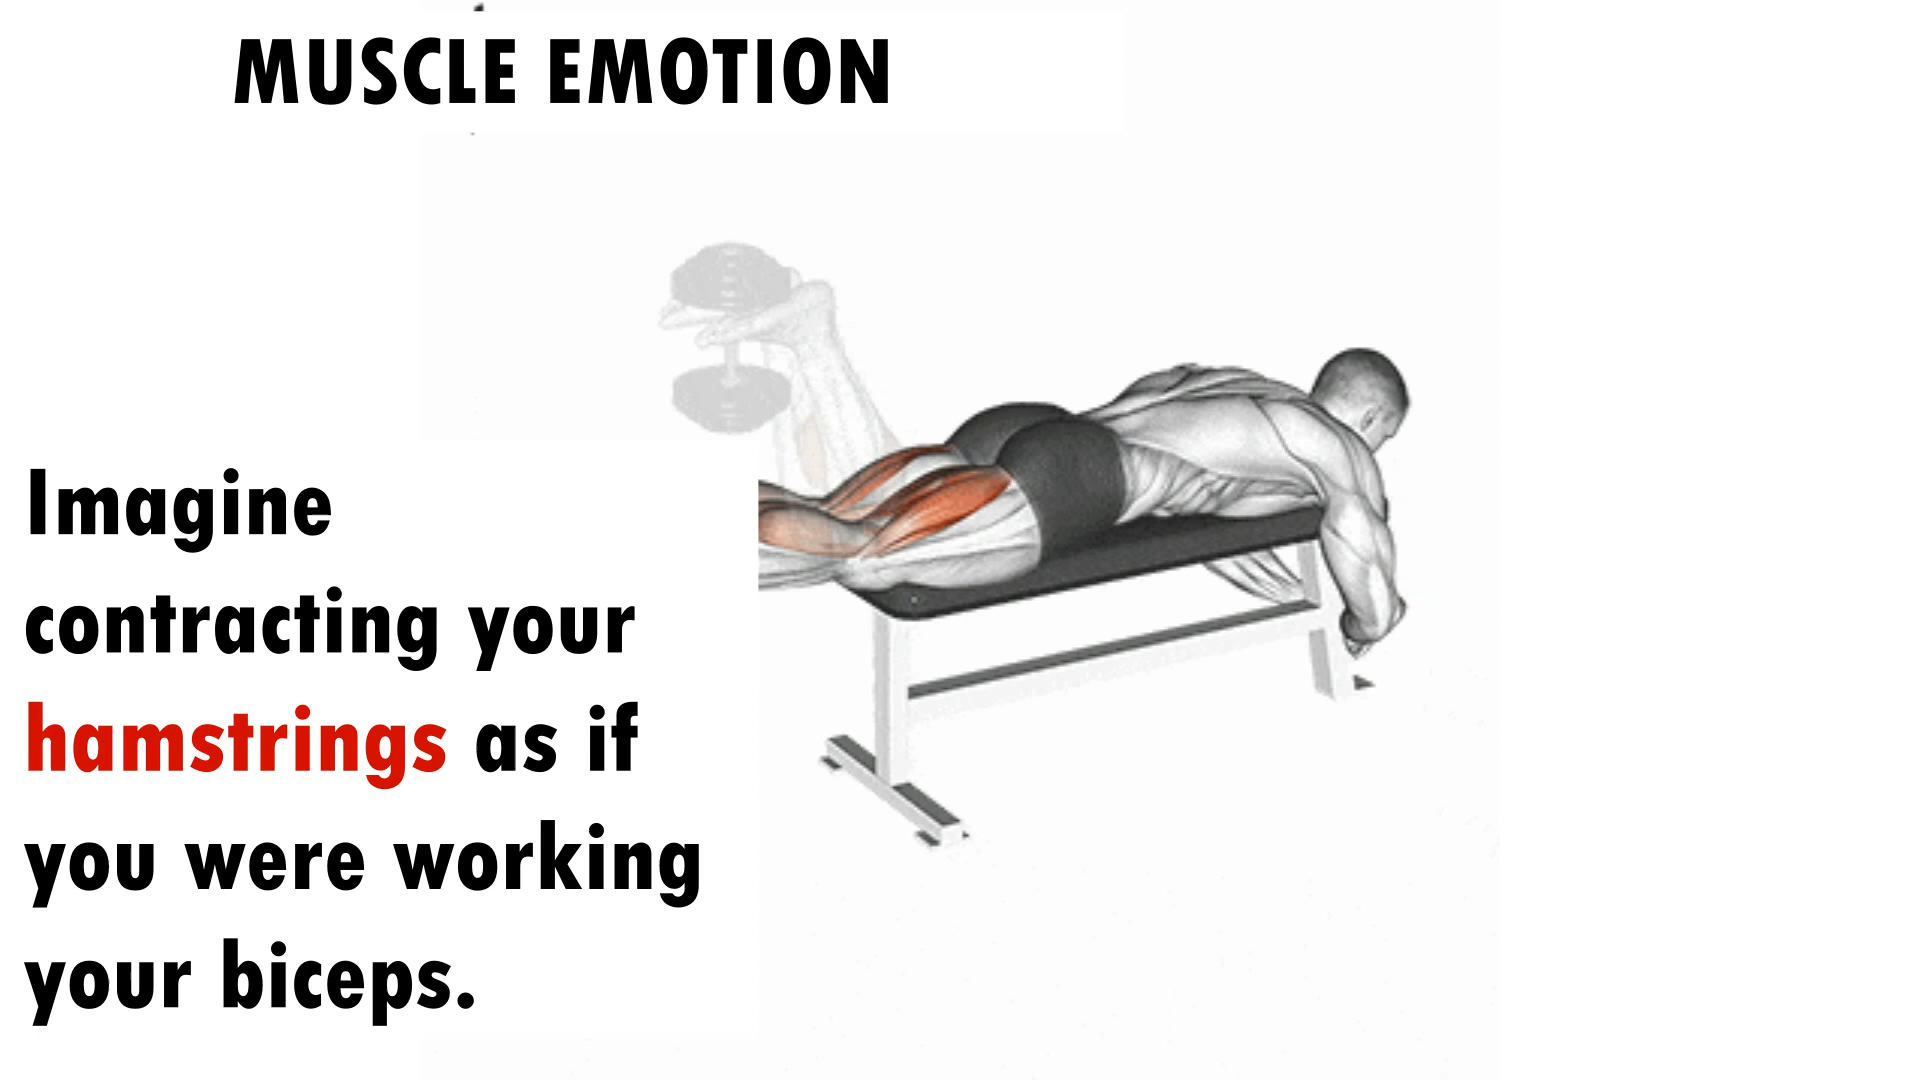 MUSCLE EMOTION
Imagine
contracting your
hamstrings as if
you were working
your biceps.